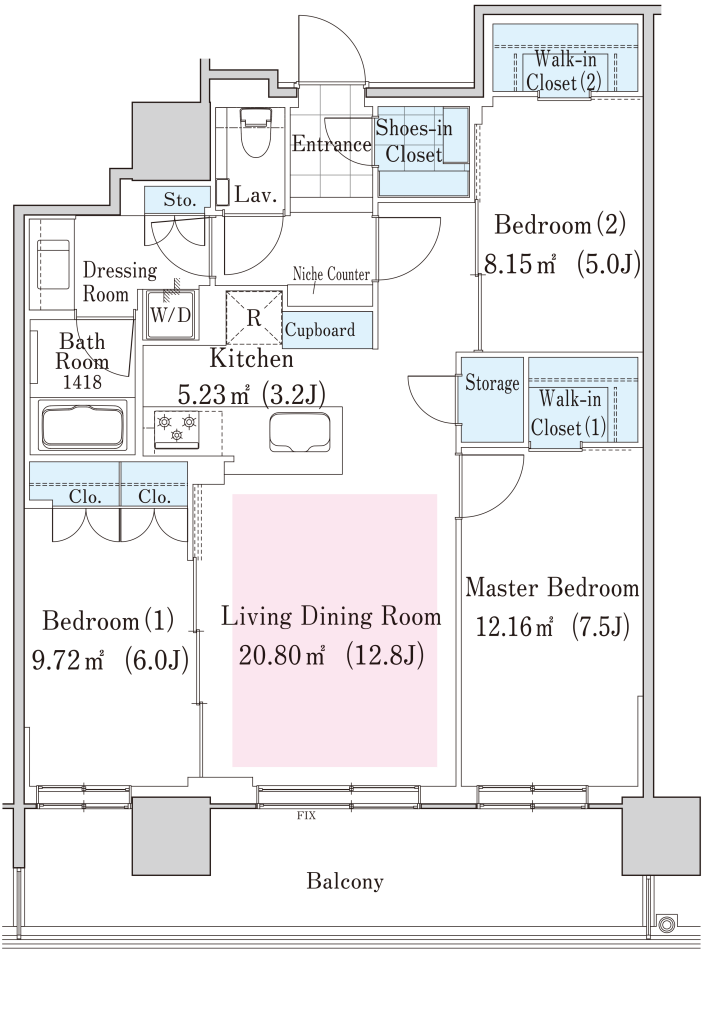 Walk-in
Closet(2)
Entrance
Shoes-in
Closet
Lav.
Sto.
Bedroom(2)
8.15㎡ (5.0J)
Dressing
Room
Niche Counter
W/D
R
Cupboard
Bath
Room
1418
Kitchen
5.23㎡ (3.2J)
Storage
Walk-in
Closet(1)
Clo.
Clo.
Master Bedroom
12.16㎡ (7.5J)
Living Dining Room
20.80㎡ (12.8J)
Bedroom(1)
9.72㎡ (6.0J)
FIX
Balcony